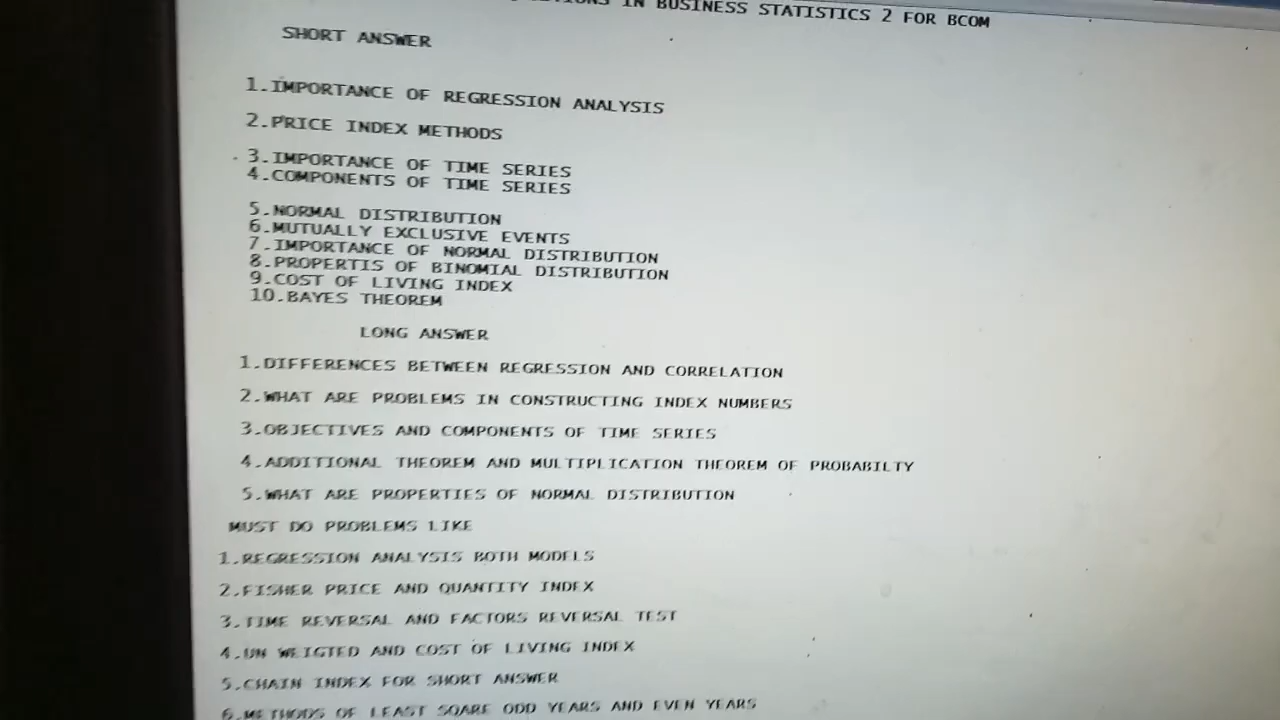 IN BUSINESS STATISTICS 2 FOR BCOM
SHORT ANSWER
1.IMPORTANCE OF REGRESSION ANALYSIS
2.PRICE INDEX METHODS
3.IMPORTANCE OF TIME SERIES
4.COMPONENTS OF TIME SERIES
5.NORMAL DISTRIBUTION
6.MUTUALLY EXCLUSIVE EVENTS
7.IMPORTANCE OF NORMAL DISTRIBUTION
8.PROPERTIS OF BINOMIAL DISTRIBUTION
9.COST OF LIVING INDEX
10.BAYES THEOREM
LONG ANSWER
1.DIFFERENCES BETWEEN REGRESSION AND CORRELATION
2.WHAT ARE PROBLEMS IN CONSTRUCTING INDEX NUMBERS
3.OBJECTIVES AND COMPONENTS OF TIME SERIES
4.ADDITIONAL THEOREM AND MULTIPLICATION THEOREM OF PROBABILTY
5.WHAT ARE PROPERTIES OF NORMAL DISTRIBUTION
MUST DO PROBLEMS LIKE
1.REGRESSION ANALYSIS BOTH MODELS
2.FISHER PRICE AND QUANTITY INDEX
3.TIME REVERSAL AND FACTORS REVERSAL TEST
4.UN WEIGTED AND COST OF LIVING INDEX
5.CHAIN INDEX FOR SHORT ANSWER
6.METHODS OF LEAST SQARE ODD YEARS AND EVEN YEARS